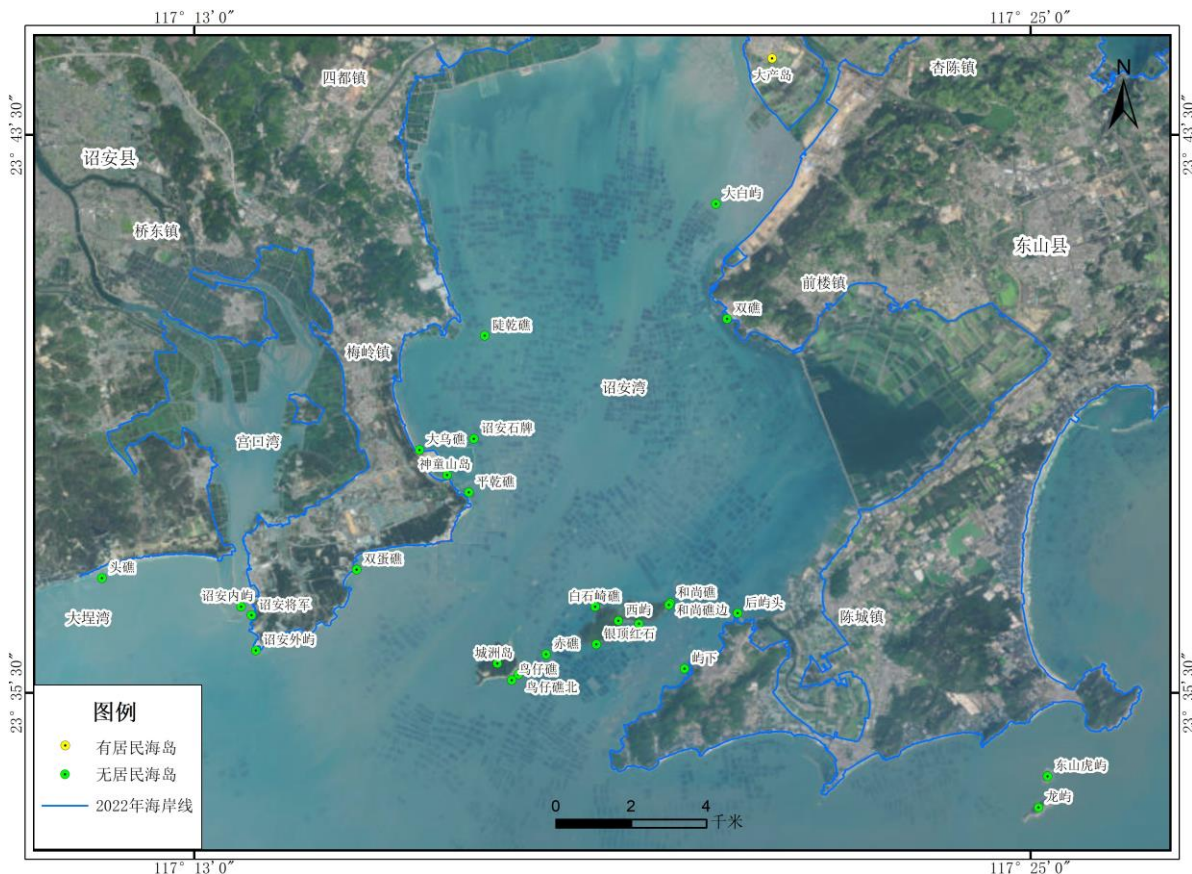 117° 13′0″
117° 25′0″
23° 43′30″
23° 43′30″
N
四都镇
大产岛
杏陈镇
诏安县
大白屿
桥东镇
东山县
前楼镇
双礁
陡乾礁
梅岭镇
诏安湾
诏安石牌
大乌礁
宫口湾
神童山岛
平乾礁
双蛋礁
头礁
诏安内屿
诏安将军
大埕湾
白石崎礁
和尚礁
西屿
和尚礁边
后屿头
陈城镇
银顶红石
诏安外屿
赤礁
城洲岛
屿下
鸟仔礁
鸟仔礁北
23° 35′30″
23° 35′30″
图例
有居民海岛
无居民海岛
2022年海岸线
东山虎屿
龙屿
0 2 4
千米
117° 13′0″
117° 25′0″